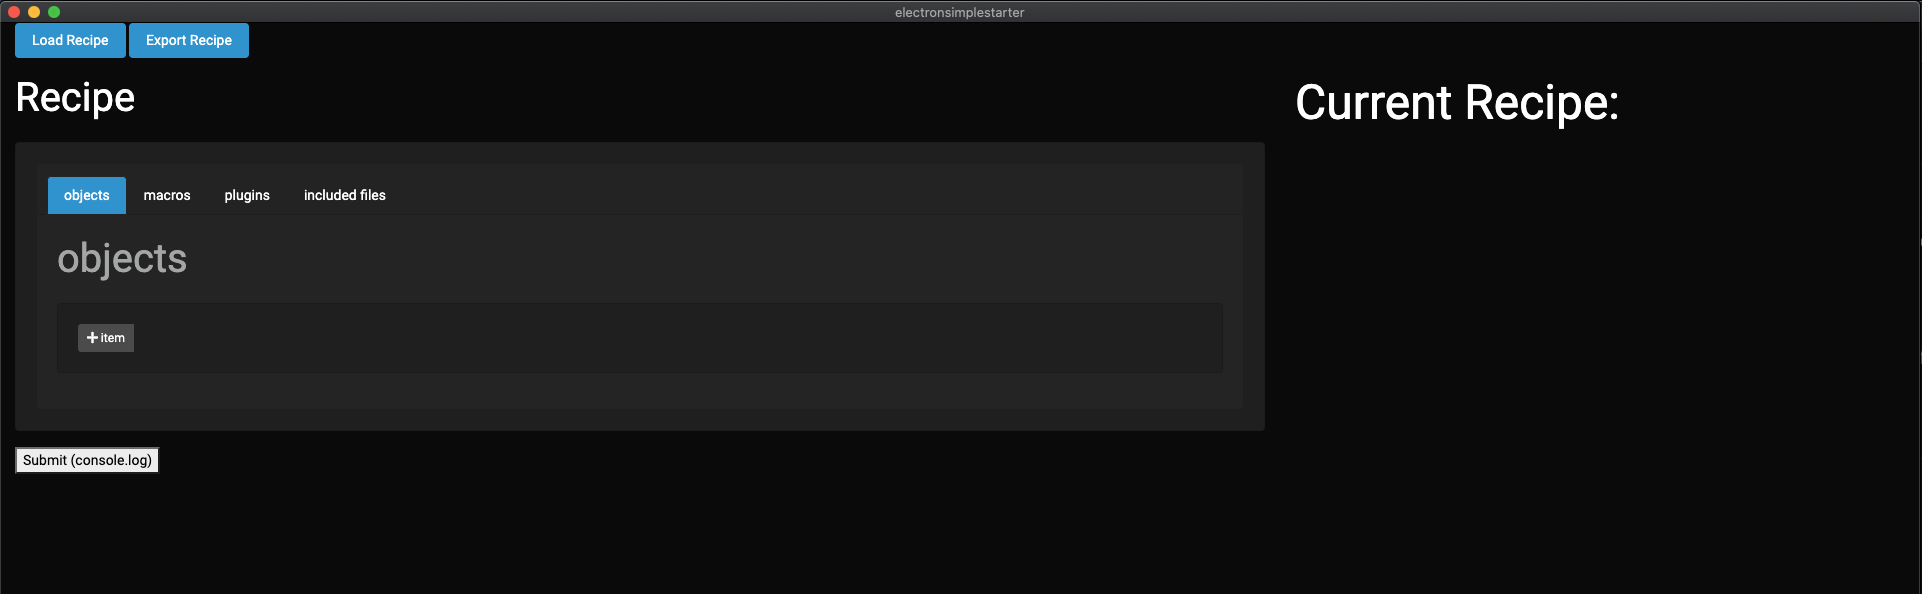 electronsimplestarter
Load Recipe Export Recipe
Recipe
Current Recipe:
objects macros plugins included files
objects
item
Submit (console.log)